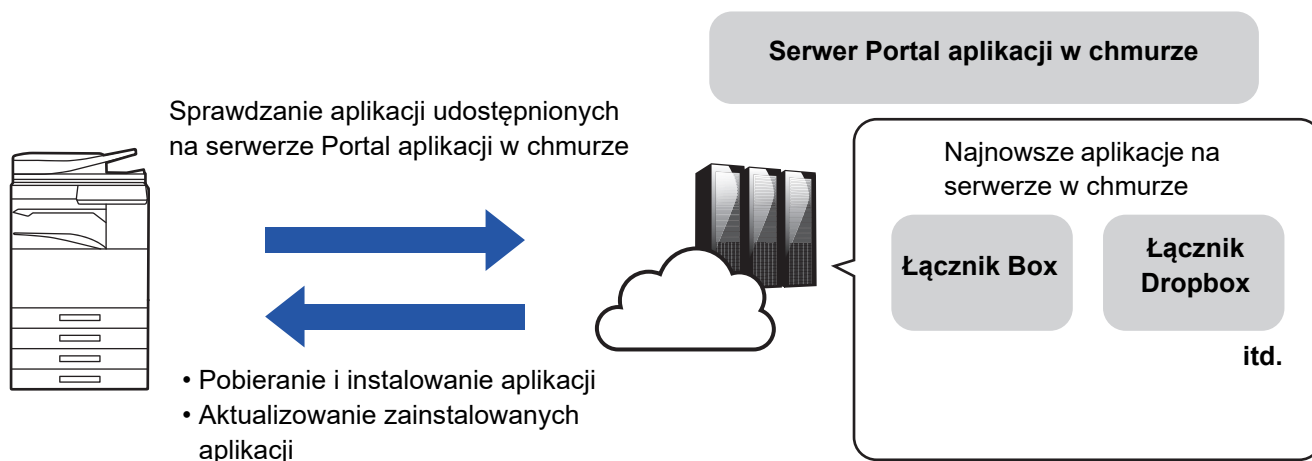 Serwer Portal aplikacji w chmurze
Sprawdzanie aplikacji udostępnionych
na serwerze Portal aplikacji w chmurze
Najnowsze aplikacje na
serwerze w chmurze
Łącznik Box
Łącznik
Dropbox
itd.
• Pobieranie i instalowanie aplikacji
• Aktualizowanie zainstalowanych
aplikacji